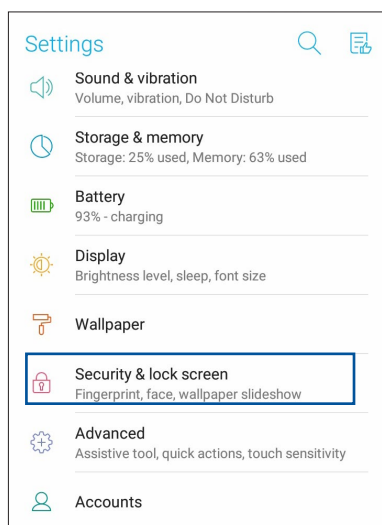 Settings
Sound & vibration
Volume, vibration, Do Not Disturb
Storage & memory
Storage: 25% used, Memory: 63% used
Battery
93% - charging
Display
Brightness level, sleep, font size
Wallpaper
Security & lock screen
Fingerprint, face, wallpaper slideshow
Advanced
Assistive tool, quick actions, touch sensitivity
Accounts